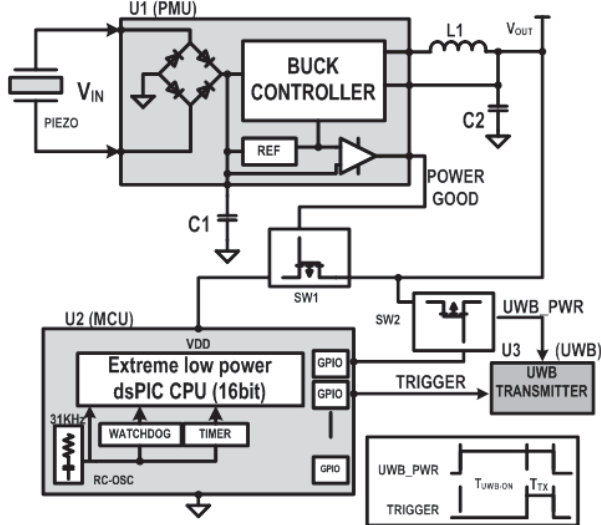 U1 (PMU)
VIN
PIEZO
BUCK
CONTROLLER
REF
L1
VOUT
C2
C1
POWER
GOOD
SW1
SW2
UWB_PWR
U2 (MCU)
VDD
Extreme low power
dsPIC CPU (16bit)
31KHz
WATCHDOG
TIMER
RC-OSC
GPIO
GPIO
GPIO
TRIGGER
U3 (UWB)
UWB
TRANSMITTER
UWB_PWR
TUWB-ON
TTX
TRIGGER